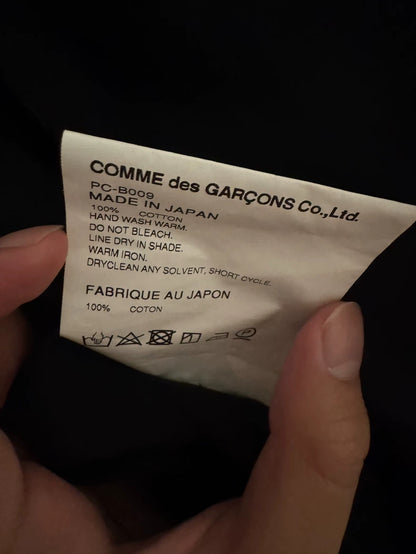 COMME des GARÇONS Co., Ltd.
PC-B009
MADE IN JAPAN
100% COTTON
HAND WASH WARM.
DO NOT BLEACH.
LINE DRY IN SHADE.
WARM IRON.
DRYCLEAN ANY SOLVENT, SHORT CYCLE.
FABRIQUE AU JAPON
100% COTON